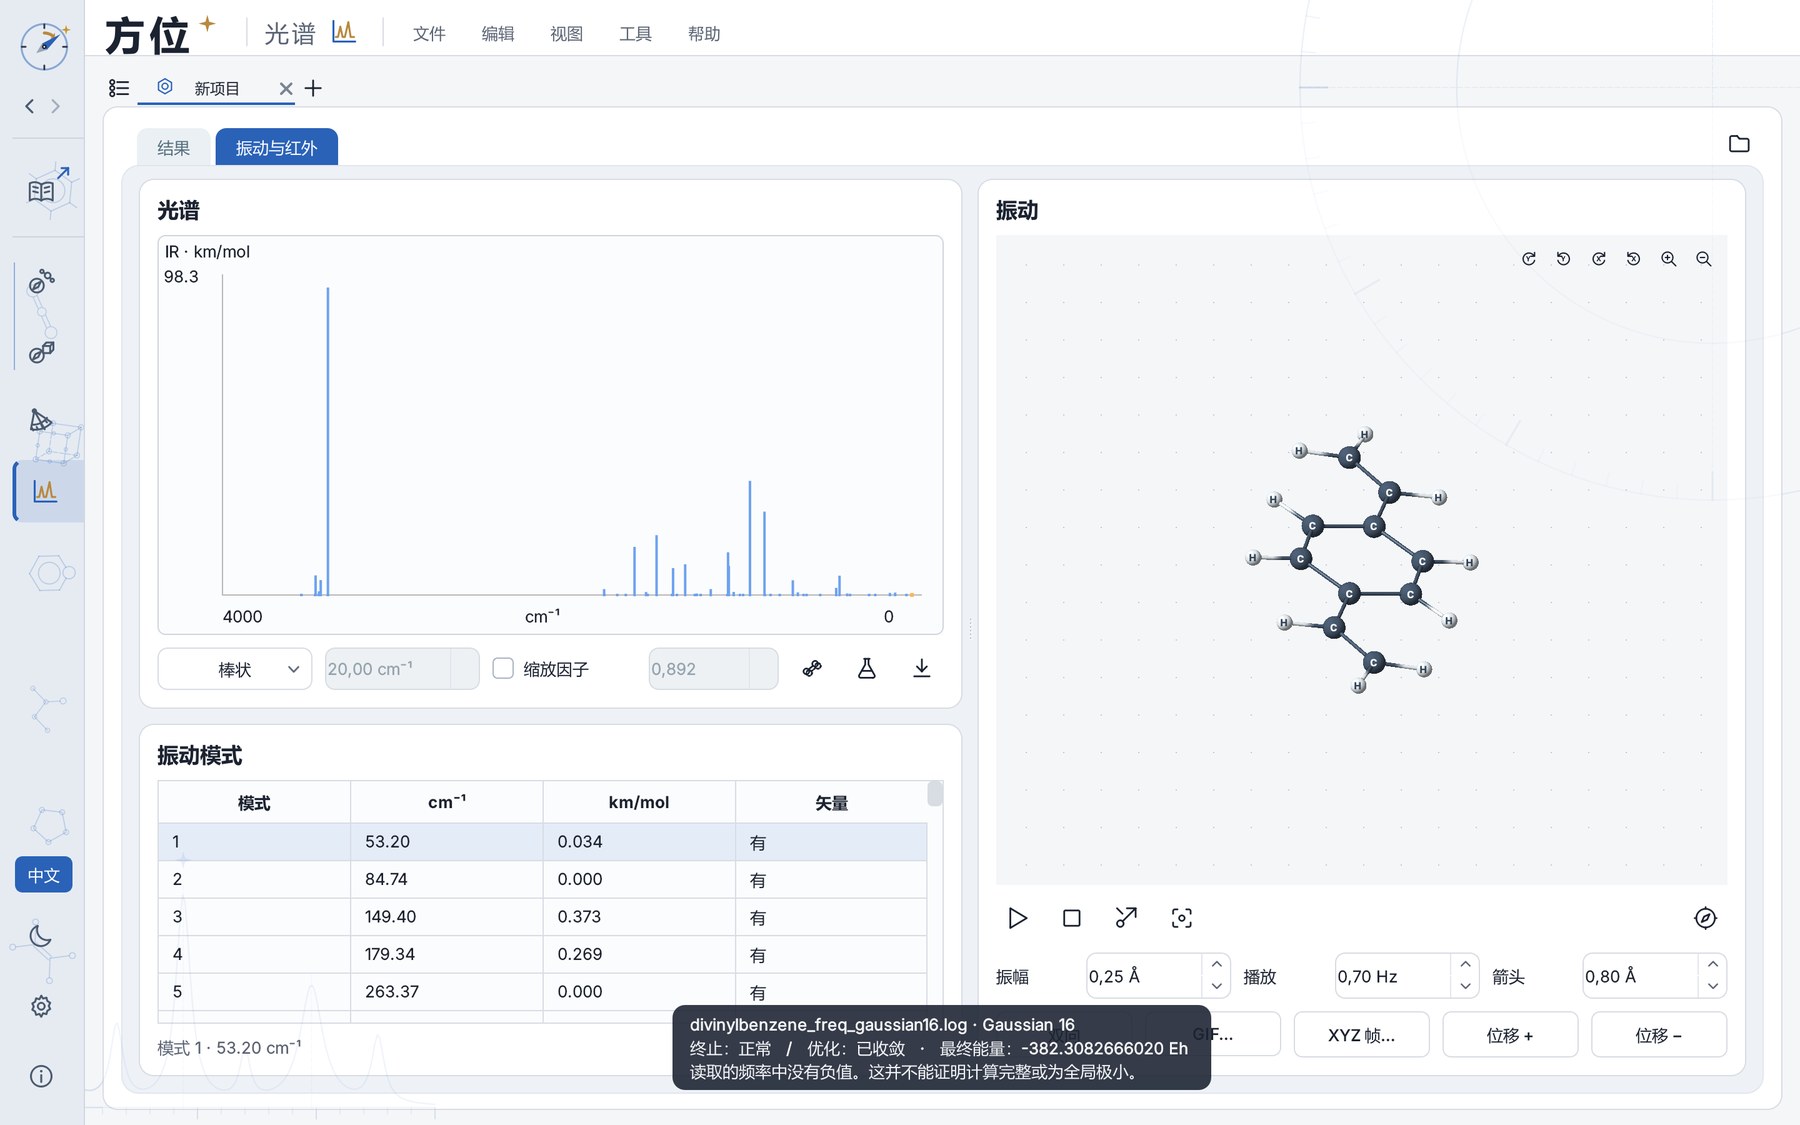 方位
光谱
文件
编辑
视图
工具
帮助
新项目
结果
振动与红外
光谱
IR · km/mol
98.3
4000
cm⁻¹
0
棒状
20,00 cm⁻¹
缩放因子
0,892
振动模式
模式
cm⁻¹
km/mol
矢量
1
53.20
0.034
有
2
84.74
0.000
有
3
149.40
0.373
有
4
179.34
0.269
有
5
263.37
0.000
有
模式 1 · 53.20 cm⁻¹
振动
H
H
C
C
H
H
C
C
H
C
C
H
C
C
H
H
C
C
H
H
振幅
0,25 Å
播放
0,70 Hz
箭头
0,80 Å
GIF...
XYZ 帧...
位移 +
位移 −
divinylbenzene_freq_gaussian16.log · Gaussian 16
终止：正常 / 优化：已收敛 · 最终能量：-382.3082666020 Eh
读取的频率中没有负值。这并不能证明计算完整或为全局极小。
中文